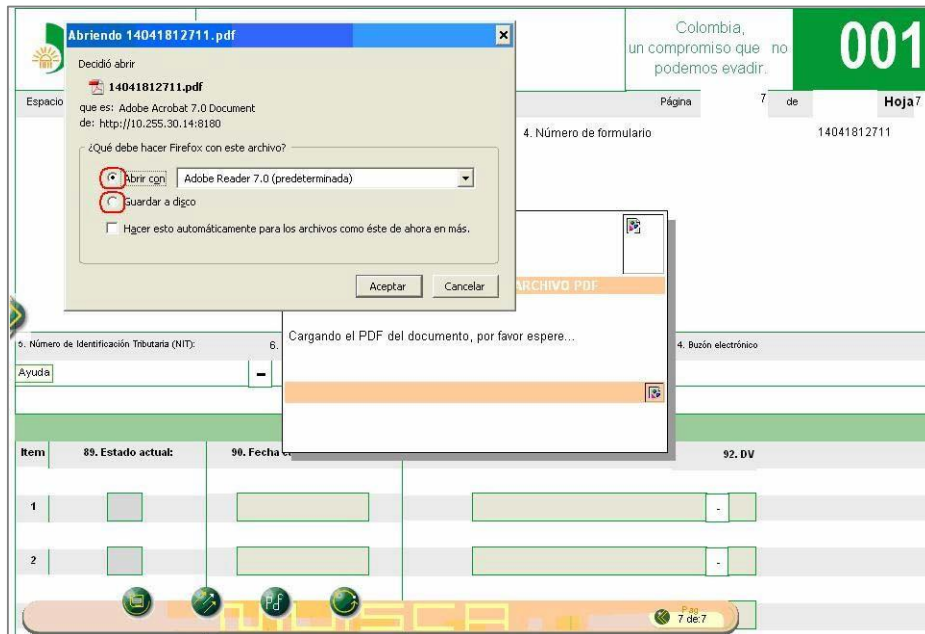 Abriendo 14041812711.pdf
Decidió abrir
14041812711.pdf
que es: Adobe Acrobat 7.0 Document
de: http://10.255.30.14:8180
¿Qué debe hacer Firefox con este archivo?
Abrir con Adobe Reader 7.0 (predeterminada)
Guardar a disco
Hacer esto automáticamente para los archivos como éste de ahora en más.
Aceptar Cancelar
Colombia,
un compromiso que no
podemos evadir.
001
Espacio
Página 7 de Hoja 7
4. Número de formulario 14041812711
ARCHIVO PDF
Cargando el PDF del documento, por favor espere...
5. Número de Identificación Tributaria (NIT): 6. 4. Buzón electrónico
Ayuda -
Item 89. Estado actual: 90. Fecha 92. DV
1 -
2 -
MUISCA
Pag
7 de:7